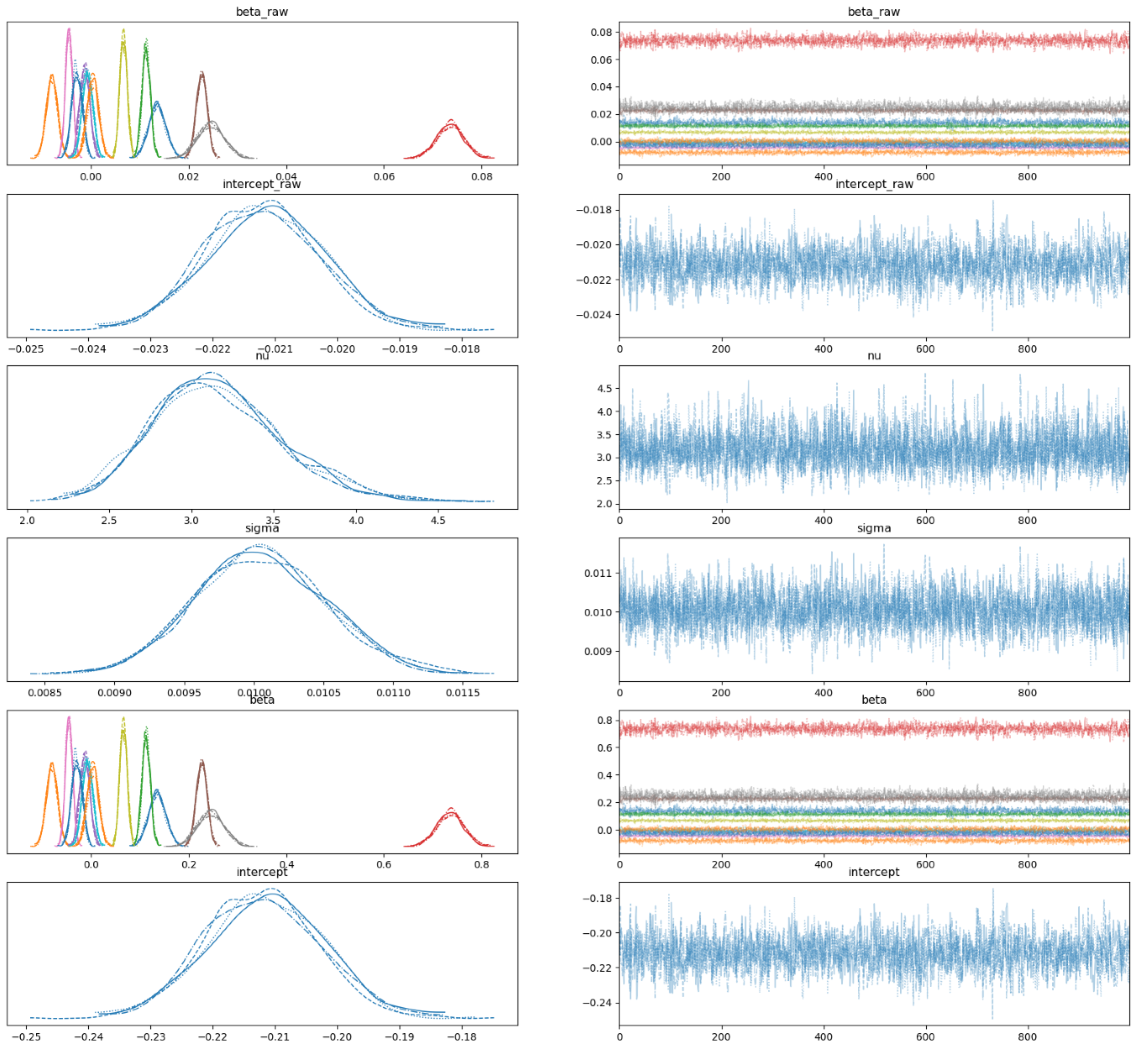 beta_raw beta_raw
0.08
0.06
0.04
0.02
0.00
0.00 0.02 0.04 0.06 0.08 0 200 400 600 800
intercept_raw intercept_raw
−0.018
−0.020
−0.022
−0.024
−0.025 −0.024 −0.023 −0.022 −0.021 −0.020 −0.019 −0.018 0 200 400 600 800
nu nu
4.5
4.0
3.5
3.0
2.5
2.0
2.0 2.5 3.0 3.5 4.0 4.5 0 200 400 600 800
sigma sigma
0.011
0.010
0.009
0.0085 0.0090 0.0095 0.0100 0.0105 0.0110 0.0115 0 200 400 600 800
beta beta
0.8
0.6
0.4
0.2
0.0
0.0 0.2 0.4 0.6 0.8 0 200 400 600 800
intercept intercept
−0.18
−0.20
−0.22
−0.24
−0.25 −0.24 −0.23 −0.22 −0.21 −0.20 −0.19 −0.18 0 200 400 600 800